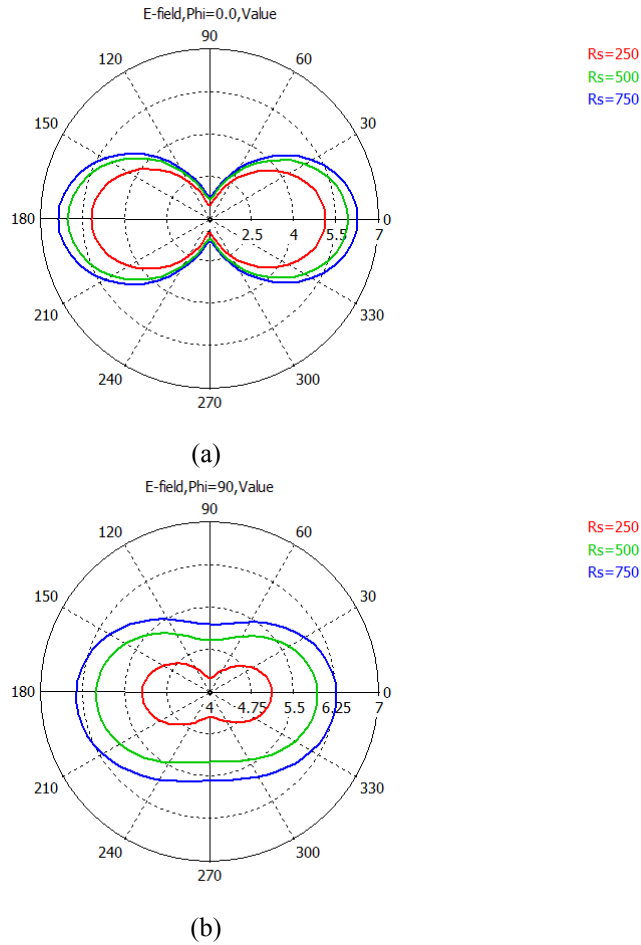 E-field,Phi=0.0,Value
90
120 60
Rs=250
Rs=500
Rs=750
150 30
180 2.5 4 5.5 7 0
210 330
240 300
270
(a)
E-field,Phi=90,Value
90
120 60
Rs=250
Rs=500
Rs=750
150 30
180 4 4.75 5.5 6.25 7 0
210 330
240 300
270
(b)